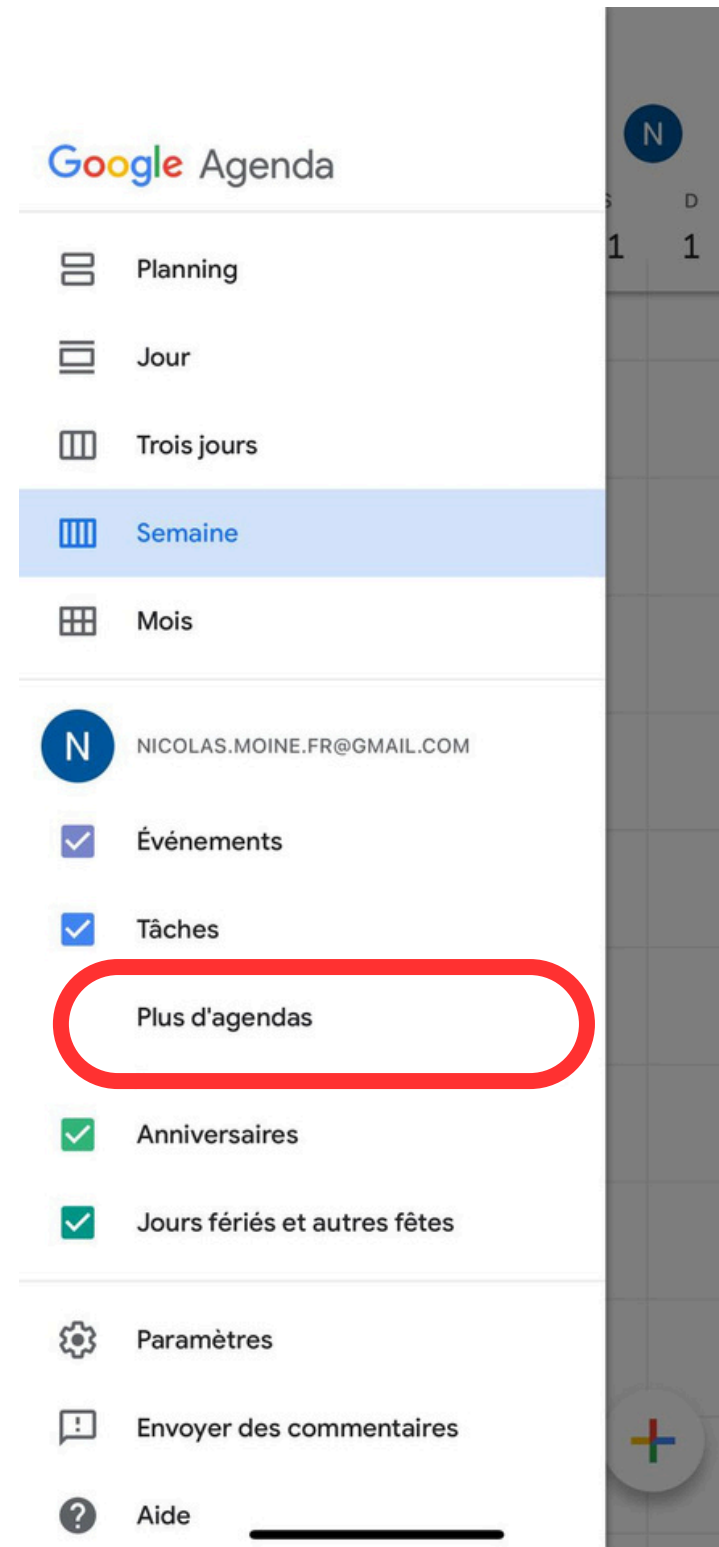 Google Agenda
N
S D
1 1
Planning
Jour
Trois jours
Semaine
Mois
N NICOLAS.MOINE.FR@GMAIL.COM
Événements
Tâches
Plus d'agendas
Anniversaires
Jours fériés et autres fêtes
Paramètres
Envoyer des commentaires
Aide